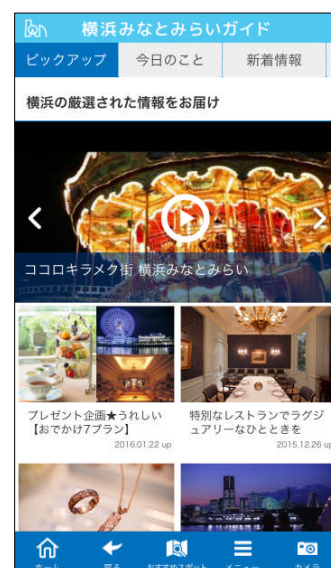 横浜みなとみらいガイド
ピックアップ
今日のこと
新着情報
横浜の厳選された情報をお届け
ココロキラメク街 横浜みなとみらい
プレゼント企画★うれしい
【おでかけ7プラン】
2016.01.22 up
特別なレストランでラグジ
ュアリーなひとときを
2015.12.26 up
ホーム
戻る
おすすめスポット
メニュー
カメラ